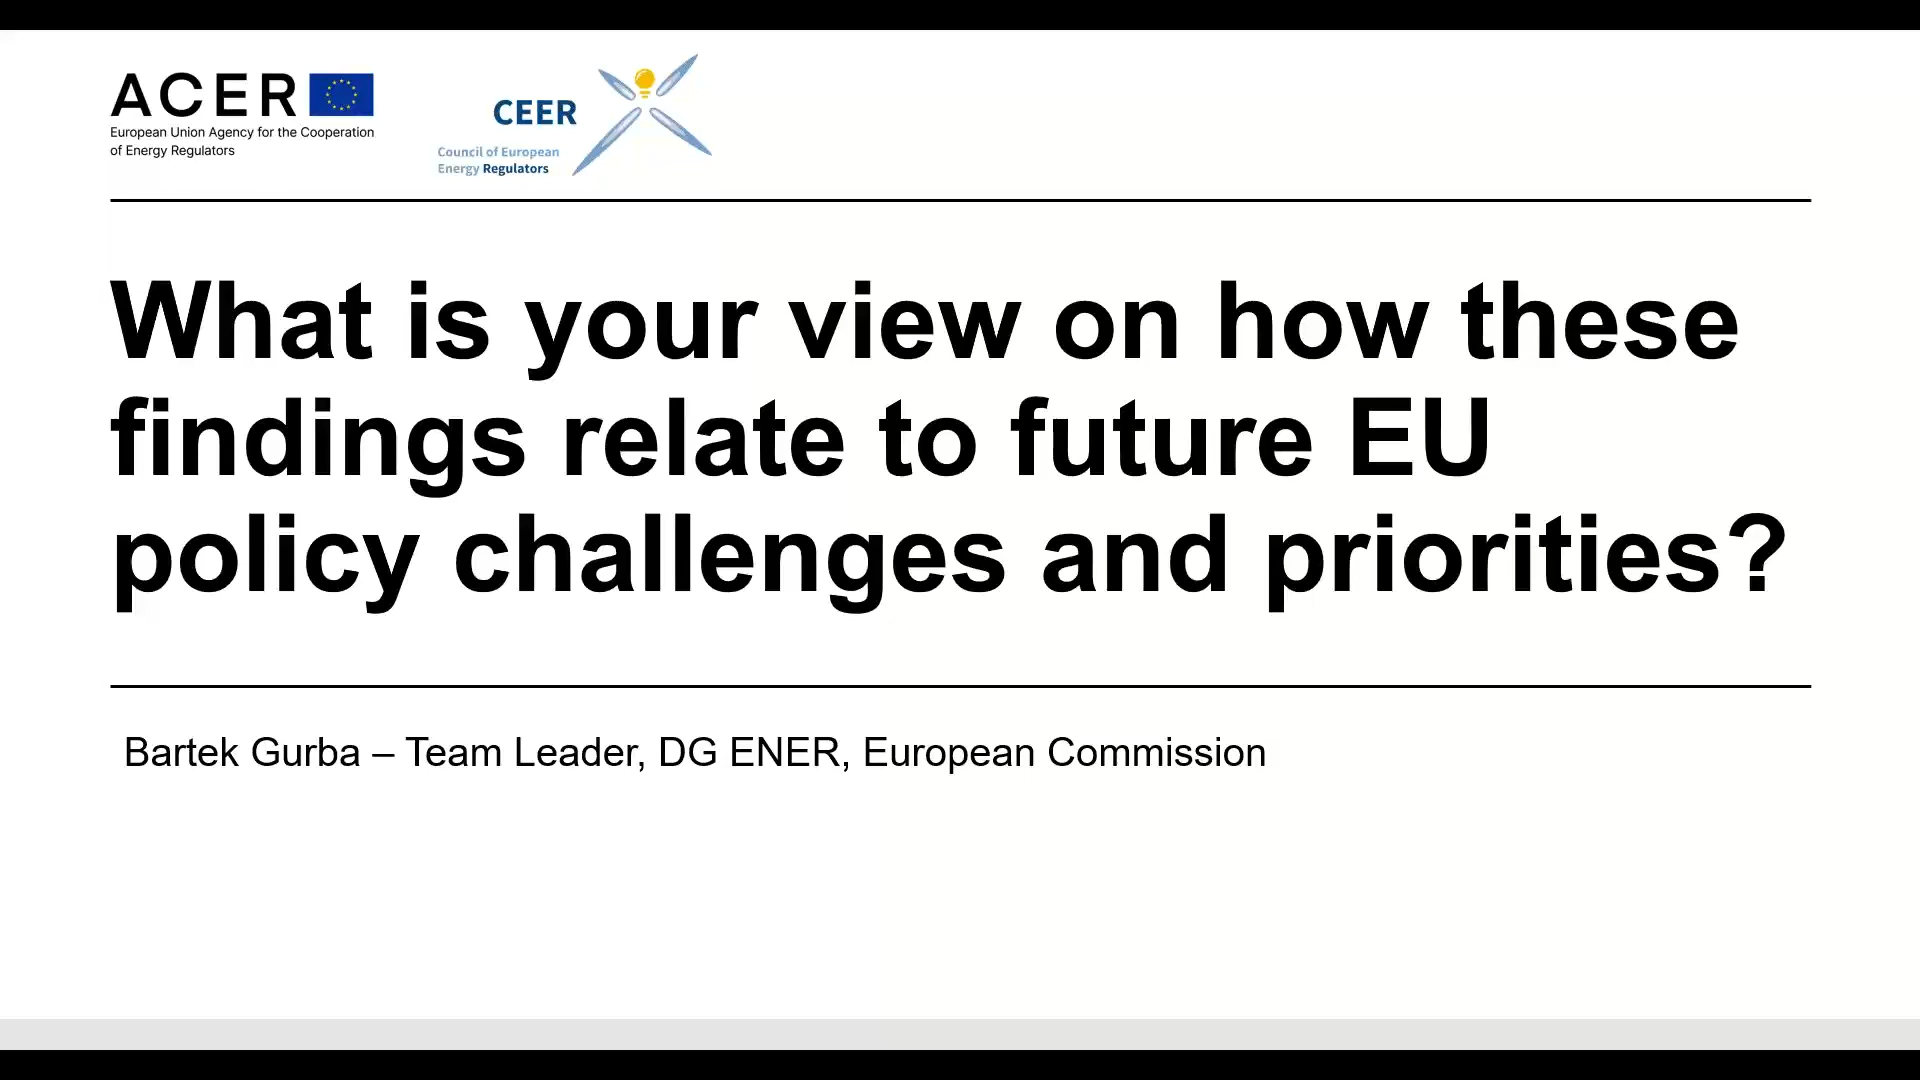 ACER
European Union Agency for the Cooperation
of Energy Regulators
CEER
Council of European
Energy Regulators
What is your view on how these
findings relate to future EU
policy challenges and priorities?
Bartek Gurba – Team Leader, DG ENER, European Commission